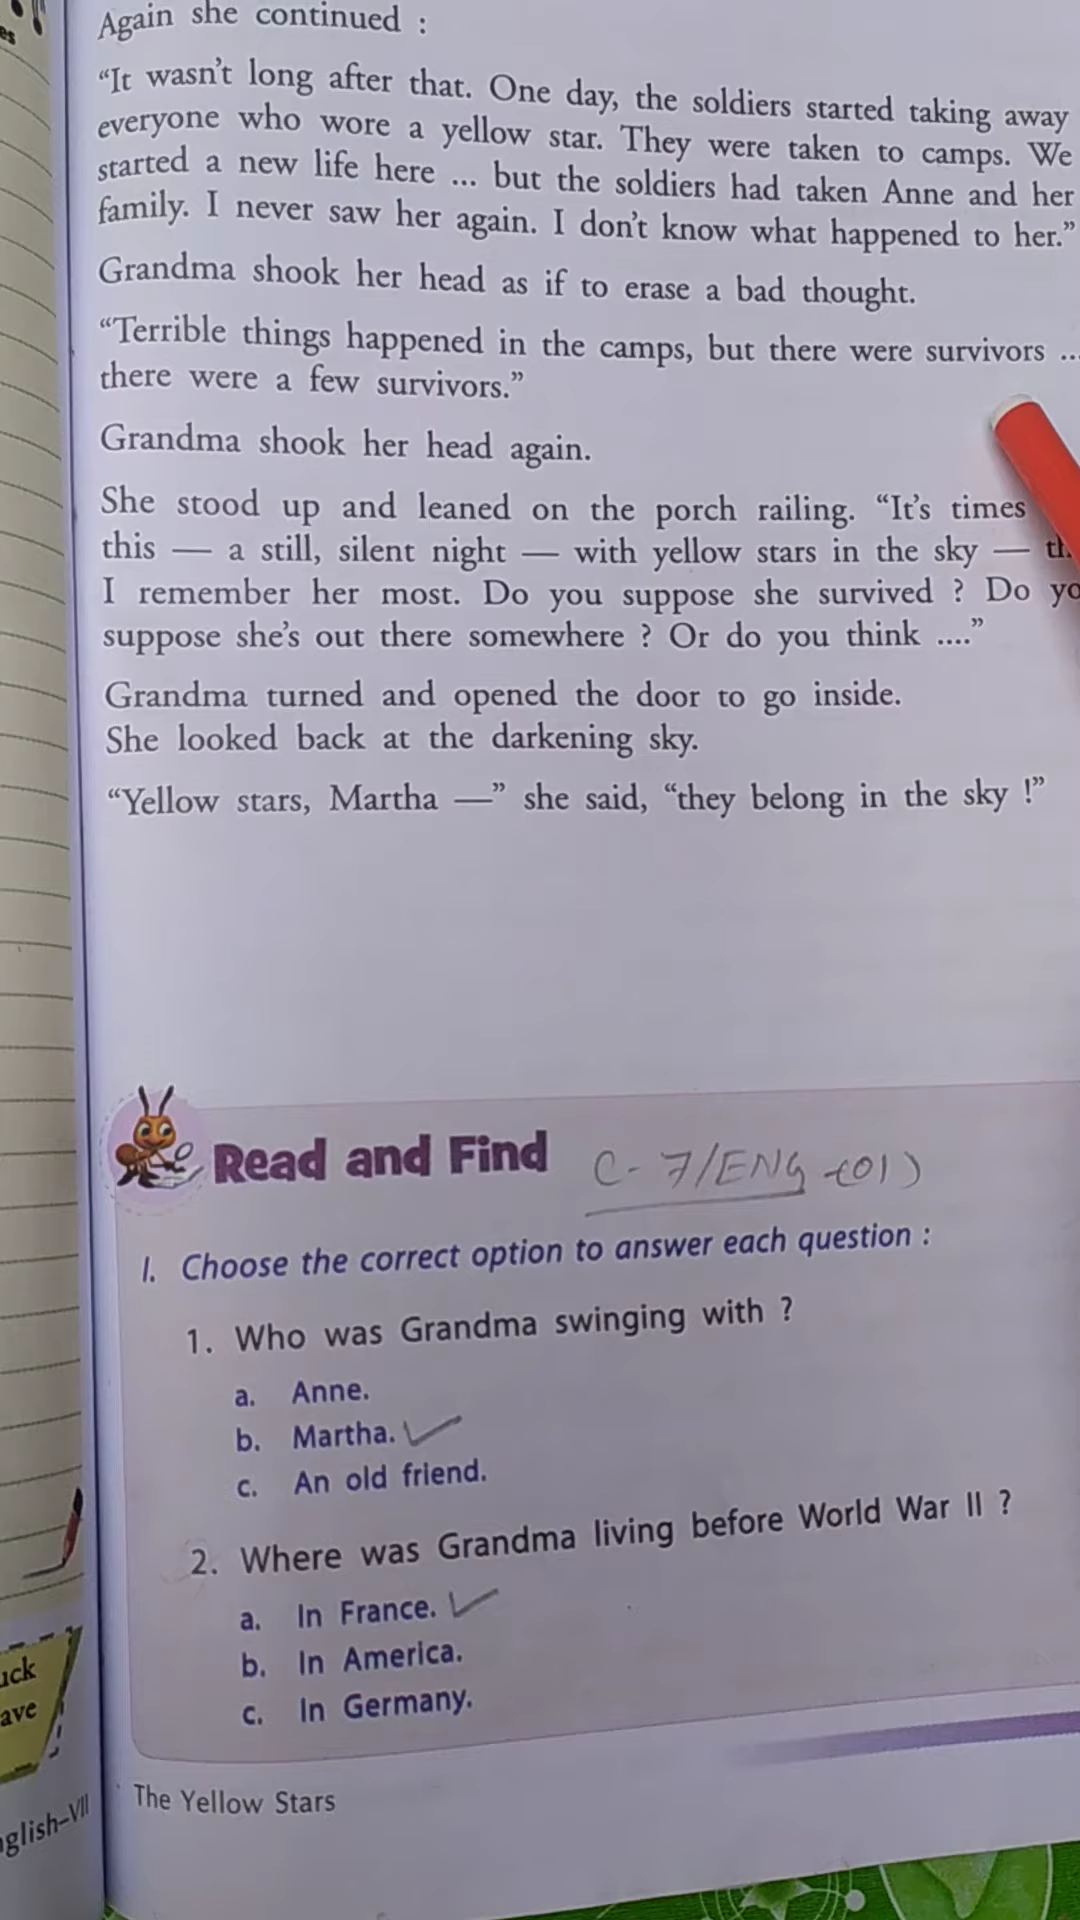 es
Again she continued :
“It wasn’t long after that. One day, the soldiers started taking away
everyone who wore a yellow star. They were taken to camps. We
started a new life here ... but the soldiers had taken Anne and her
family. I never saw her again. I don’t know what happened to her.”
Grandma shook her head as if to erase a bad thought.
“Terrible things happened in the camps, but there were survivors ...
there were a few survivors.”
Grandma shook her head again.
She stood up and leaned on the porch railing. “It’s times
this — a still, silent night — with yellow stars in the sky —
I remember her most. Do you suppose she survived ? Do yo
suppose she’s out there somewhere ? Or do you think ....”
Grandma turned and opened the door to go inside.
She looked back at the darkening sky.
“Yellow stars, Martha —” she said, “they belong in the sky !”
Read and Find C-7/ENG-(01)
I. Choose the correct option to answer each question :
1. Who was Grandma swinging with ?
a. Anne.
b. Martha.
c. An old friend.
2. Where was Grandma living before World War II ?
a. In France.
b. In America.
c. In Germany.
uck
ave
The Yellow Stars
nglish–VII